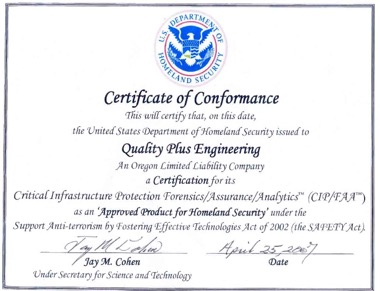 U.S. DEPARTMENT OF HOMELAND SECURITY
Certificate of Conformance
This will certify that, on this date,
the United States Department of Homeland Security issued to
Quality Plus Engineering
An Oregon Limited Liability Company
a Certification for its
Critical Infrastructure Protection Forensics/Assurance/Analytics™ (CIP/FAA™)
as an 'Approved Product for Homeland Security' under the
Support Anti-terrorism by Fostering Effective Technologies Act of 2002 (the SAFETY Act).
Jay M Cohen April 25, 2007
Jay M. Cohen Date
Under Secretary for Science and Technology